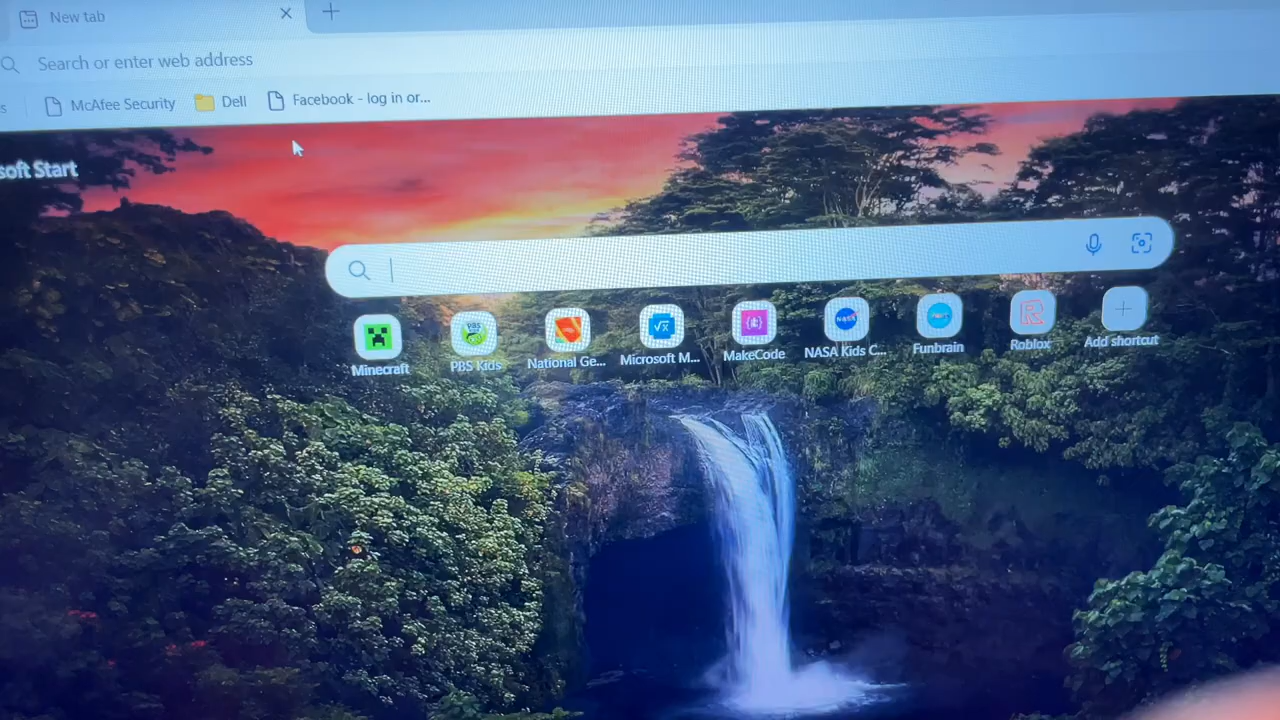 New tab
Search or enter web address
s McAfee Security Dell Facebook - log in or...
soft Start
Minecraft PBS Kids National Ge... Microsoft M... MakeCode NASA Kids C... Funbrain Roblox Add shortcut